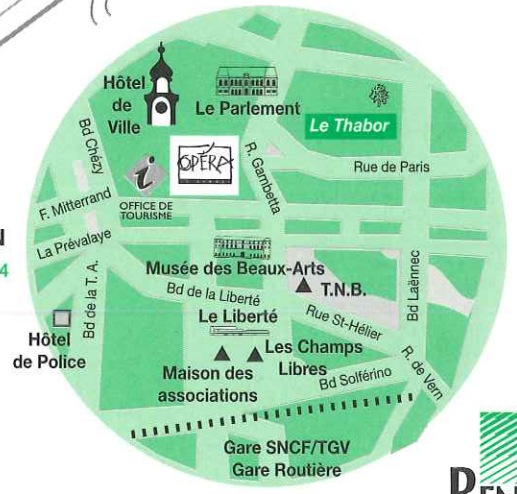 Hôtel
de
Ville
Le Parlement
Le Thabor
Bd Chézy
OPÉRA
R. Gambetta
Rue de Paris
i
OFFICE DE
TOURISME
F. Mitterrand
La Prévalaye
N
4
Bd de la T. A.
Musée des Beaux-Arts
T.N.B.
Bd Laënnec
Bd de la Liberté
Le Liberté
Rue St-Hélier
Hôtel
de Police
Les Champs
Libres
Maison des
associations
R. de Vern
Bd Solférino
Gare SNCF/TGV
Gare Routière